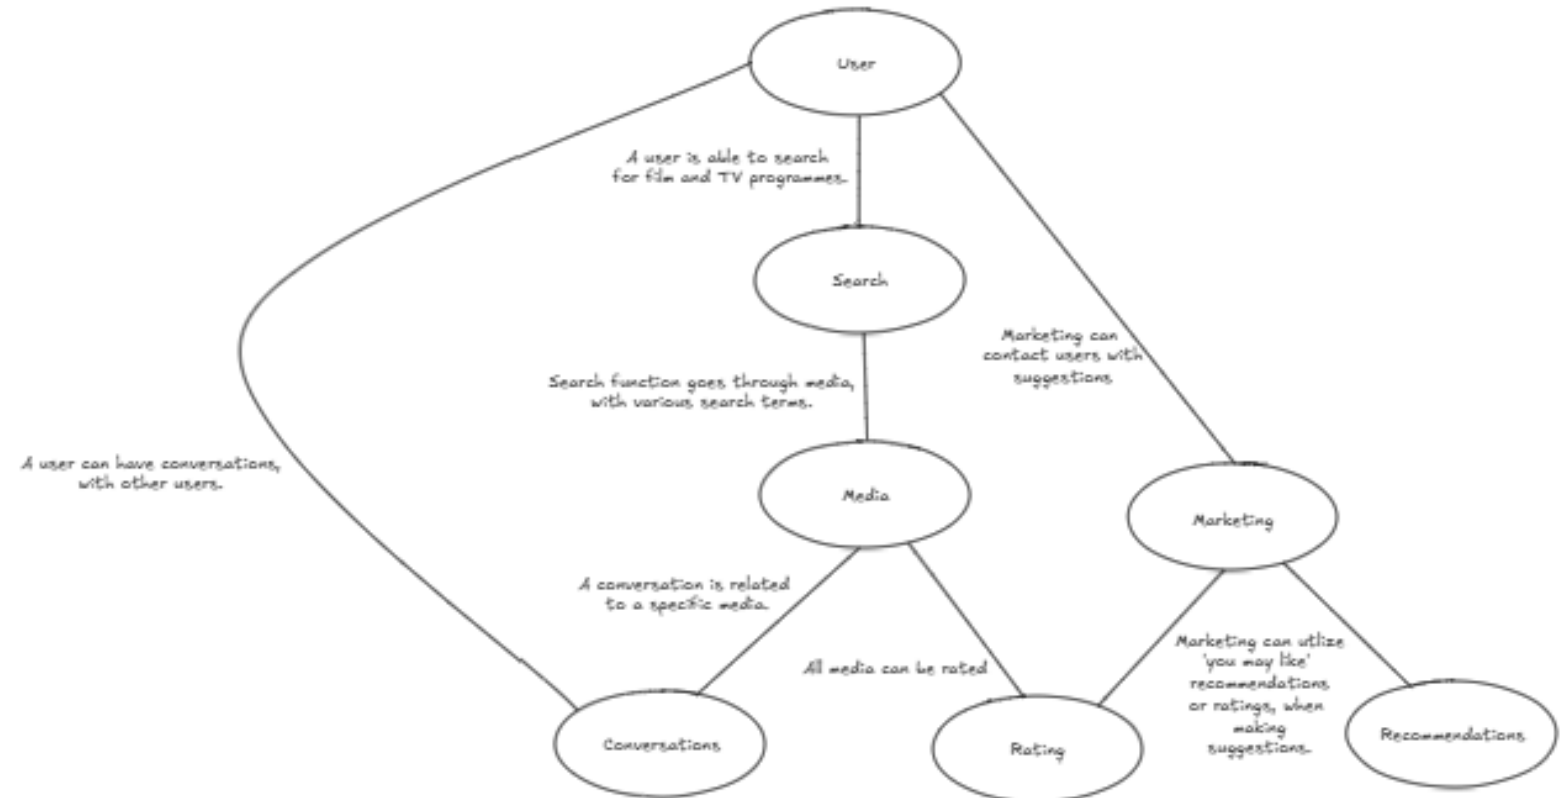 User
A user is able to search
for film and TV programmes.
Search
Marketing can
contact users with
suggestions
Search function goes through media,
with various search terms.
A user can have conversations,
with other users.
Media
Marketing
A conversation is related
to a specific media.
All media can be rated
Marketing can utlize
'you may like'
recommendations
or ratings, when
making
suggestions.
Conversations
Rating
Recommendations